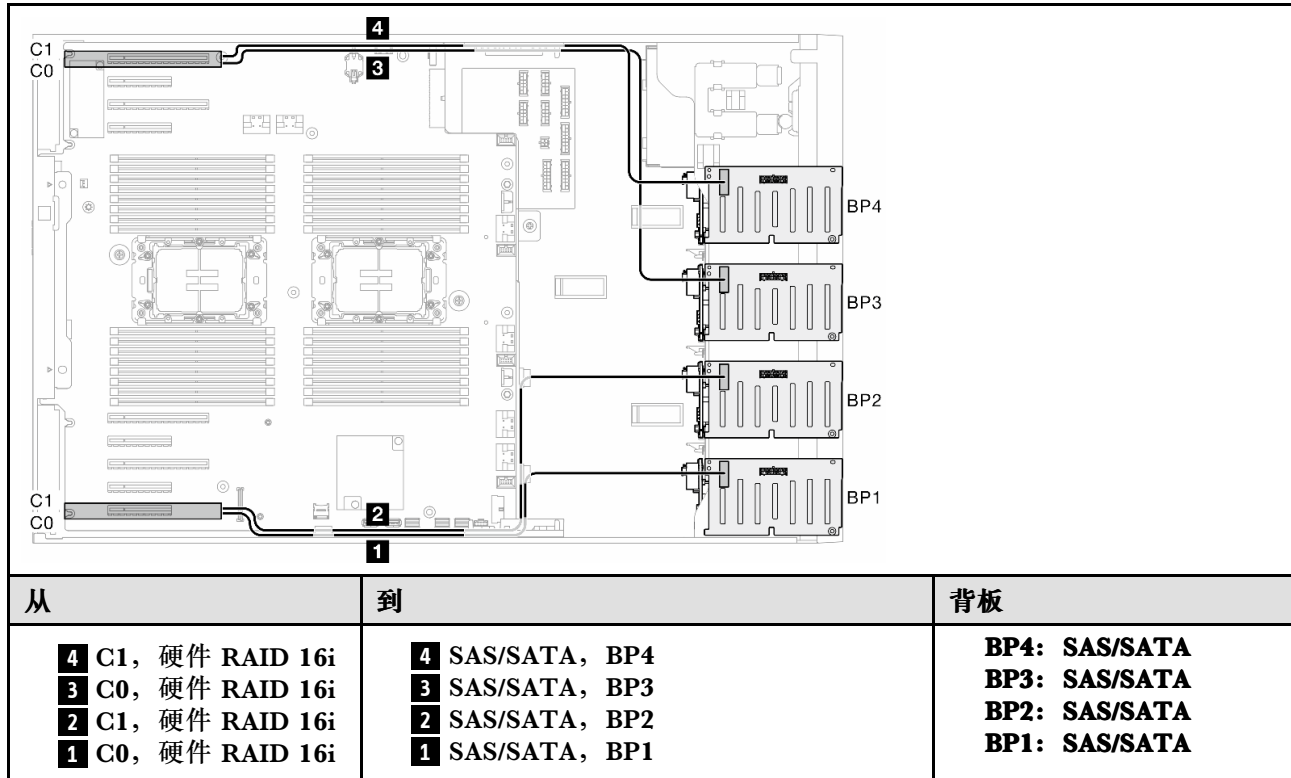 4
C1
C0
3
BP4
BP3
BP2
BP1
C1
C0
2
1
从 到 背板
4 C1，硬件 RAID 16i
3 C0，硬件 RAID 16i
2 C1，硬件 RAID 16i
1 C0，硬件 RAID 16i
4 SAS/SATA，BP4
3 SAS/SATA，BP3
2 SAS/SATA，BP2
1 SAS/SATA，BP1
BP4：SAS/SATA
BP3：SAS/SATA
BP2：SAS/SATA
BP1：SAS/SATA